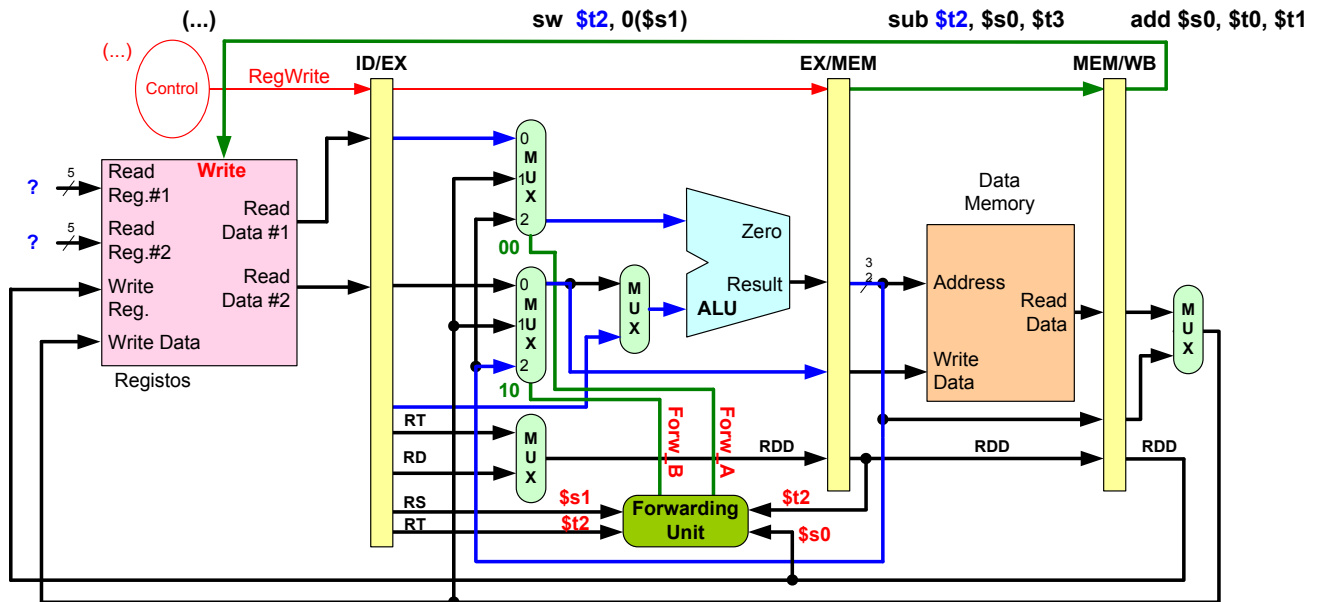 (...)
sw $t2, 0($s1)
sub $t2, $s0, $t3
add $s0, $t0, $t1
(...)
Control
RegWrite
ID/EX
EX/MEM
MEM/WB
?
5
Read
Reg.#1
Write
?
5
Read
Reg.#2
Write
Reg.
Write Data
Read
Data #1
Read
Data #2
Registos
0
1
2
M
U
X
00
0
1
2
M
U
X
10
M
U
X
Zero
Result
ALU
3
2
Data
Memory
Address
Read
Data
Write
Data
M
U
X
RT
RD
M
U
X
Forw_B
Forw_A
RDD
RDD
RDD
RS
$s1
RT
$t2
Forwarding
Unit
$t2
$s0